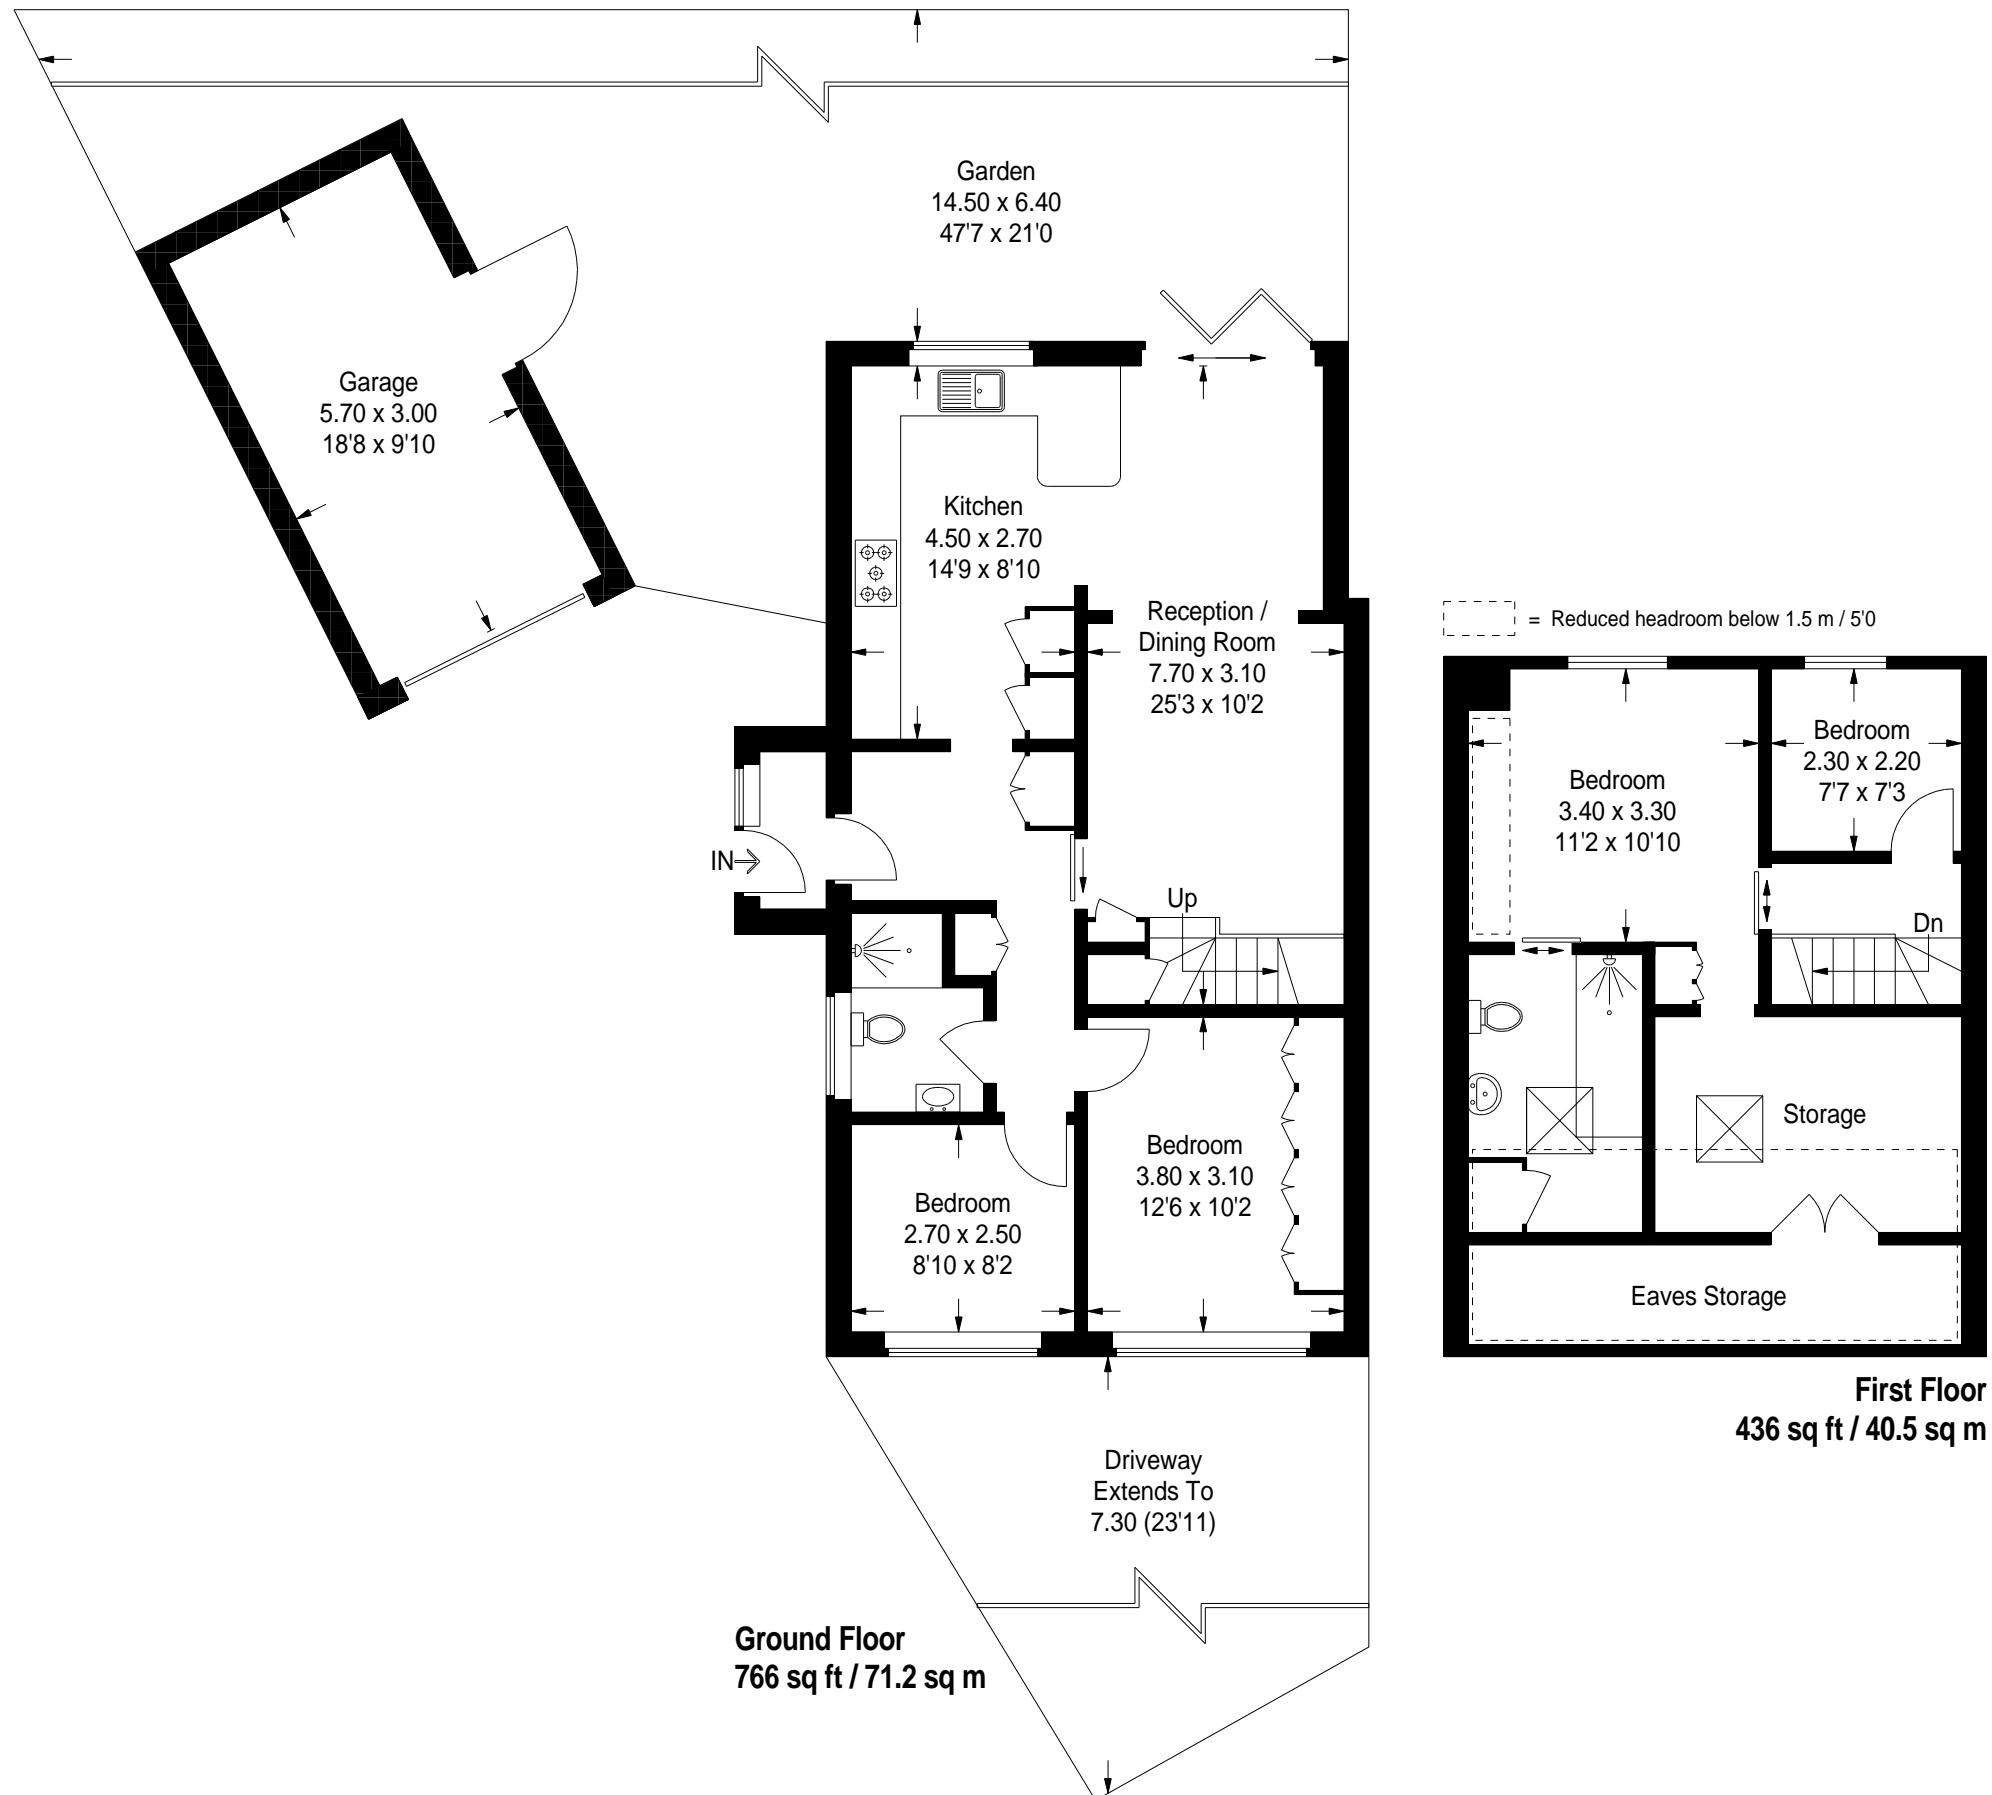 Garden
14.50 x 6.40
47'7 x 21'0
Garage
5.70 x 3.00
18'8 x 9'10
Kitchen
4.50 x 2.70
14'9 x 8'10
Reception /
Dining Room
7.70 x 3.10
25'3 x 10'2
IN
Up
Bedroom
3.80 x 3.10
12'6 x 10'2
Bedroom
2.70 x 2.50
8'10 x 8'2
Driveway
Extends To
7.30 (23'11)
Ground Floor
766 sq ft / 71.2 sq m
= Reduced headroom below 1.5 m / 5'0
Bedroom
2.30 x 2.20
7'7 x 7'3
Bedroom
3.40 x 3.30
11'2 x 10'10
Dn
Storage
Eaves Storage
First Floor
436 sq ft / 40.5 sq m